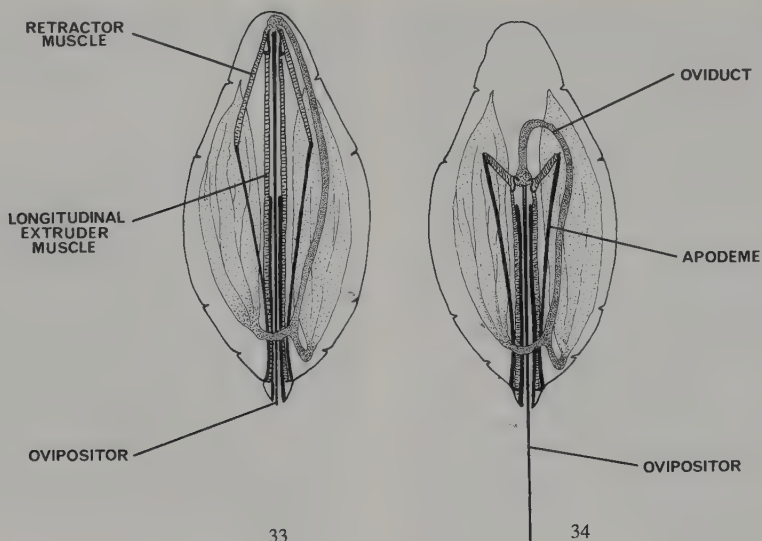 RETRACTOR
MUSCLE
LONGITUDINAL
EXTRUDER
MUSCLE
OVIPOSITOR
33
OVIDUCT
APODEME
OVIPOSITOR
34